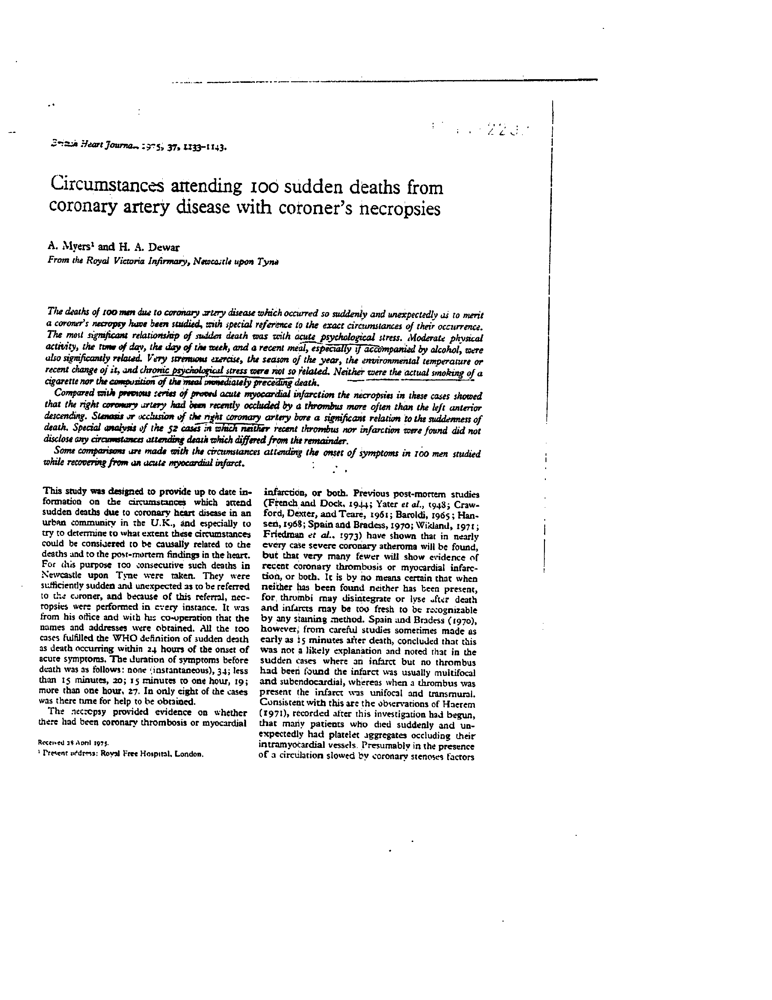 Heart Journal, 1975, 37, 1133-1143.
Circumstances attending 100 sudden deaths from
coronary artery disease with coroner's necropsies
A. Myers¹ and H. A. Dewar
From the Royal Victoria Infirmary, Newcastle upon Tyne
The deaths of 100 men due to coronary artery disease which occurred so suddenly and unexpectedly as to merit
a coroner's necropsy have been studied, with special reference to the exact circumstances of their occurrence.
The most significant relationship of sudden death was with acute psychological stress. Moderate physical
activity, the time of day, the day of the week, and a recent meal, especially if accompanied by alcohol, were
also significantly related. Very strenuous exercise, the season of the year, the environmental temperature or
recent change of it, and chronic psychological stress were not so related. Neither were the actual smoking of a
cigarette nor the composition of the meal immediately preceding death.
Compared with previous series of proved acute myocardial infarction the necropsies in these cases showed
that the right coronary artery had been recently occluded by a thrombus more often than the left anterior
descending. Stenosis or occlusion of the right coronary artery bore a significant relation to the suddenness of
death. Special analysis of the 52 cases in which neither recent thrombus nor infarction were found did not
disclose any circumstances attending death which differed from the remainder.
Some comparisons are made with the circumstances attending the onset of symptoms in 100 men studied
while recovering from an acute myocardial infarct.
This study was designed to provide up to date in-
formation on the circumstances which attend
sudden deaths due to coronary heart disease in an
urban community in the U.K., and especially to
try to determine to what extent these circumstances
could be considered to be causally related to the
deaths and to the post-mortem findings in the heart.
For this purpose 100 consecutive such deaths in
Newcastle upon Tyne were taken. They were
sufficiently sudden and unexpected as to be referred
to the coroner, and because of this referral, nec-
ropsies were performed in every instance. It was
from his office and with his co-operation that the
names and addresses were obtained. All the 100
cases fulfilled the WHO definition of sudden death
as death occurring within 24 hours of the onset of
acute symptoms. The duration of symptoms before
death was as follows: none (instantaneous), 34; less
than 15 minutes, 20; 15 minutes to one hour, 19;
more than one hour, 27. In only eight of the cases
was there time for help to be obtained.
The necropsy provided evidence on whether
there had been coronary thrombosis or myocardial
Received 28 April 1975.
¹ Present address: Royal Free Hospital, London.
infarction, or both. Previous post-mortem studies
(French and Dock, 1944; Yater et al., 1948; Craw-
ford, Dexter, and Teare, 1961; Baroldi, 1965; Han-
sen, 1968; Spain and Bradess, 1970; Wikland, 1971;
Friedman et al., 1973) have shown that in nearly
every case severe coronary atheroma will be found,
but that very many fewer will show evidence of
recent coronary thrombosis or myocardial infarc-
tion, or both. It is by no means certain that when
neither has been found neither has been present,
for thrombi may disintegrate or lyse after death
and infarcts may be too fresh to be recognizable
by any staining method. Spain and Bradess (1970),
however, from careful studies sometimes made as
early as 15 minutes after death, concluded that this
was not a likely explanation and noted that in the
sudden cases where an infarct but no thrombus
had been found the infarct was usually multifocal
and subendocardial, whereas when a thrombus was
present the infarct was unifocal and transmural.
Consistent with this are the observations of Haerem
(1971), recorded after this investigation had begun,
that many patients who died suddenly and un-
expectedly had platelet aggregates occluding their
intramyocardial vessels. Presumably in the presence
of a circulation slowed by coronary stenoses factors